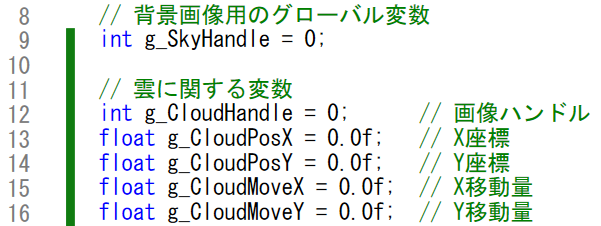 8 // 背景画像用のグローバル変数
9 int g_SkyHandle = 0;
10
11 // 雲に関する変数
12 int g_CloudHandle = 0; // 画像ハンドル
13 float g_CloudPosX = 0.0f; // X座標
14 float g_CloudPosY = 0.0f; // Y座標
15 float g_CloudMoveX = 0.0f; // X移動量
16 float g_CloudMoveY = 0.0f; // Y移動量